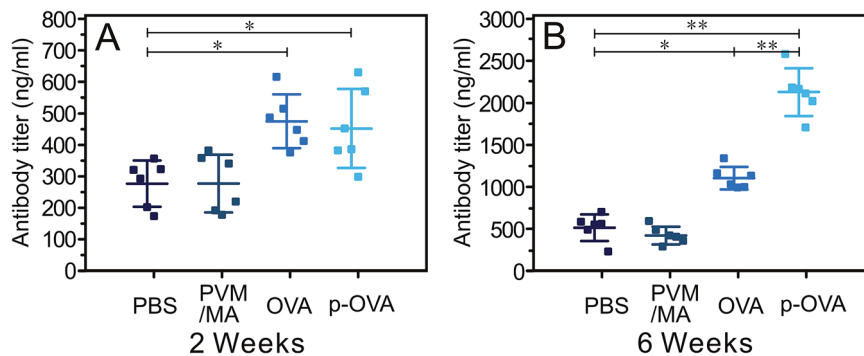 A
Antibody titer (ng/ml)
800
700
600
500
400
300
200
100
0
*
*
PBS
PVM
/MA
OVA
p-OVA
2 Weeks
B
Antibody titer (ng/ml)
3000
2500
2000
1500
1000
500
0
**
*
**
PBS
PVM
/MA
OVA
p-OVA
6 Weeks